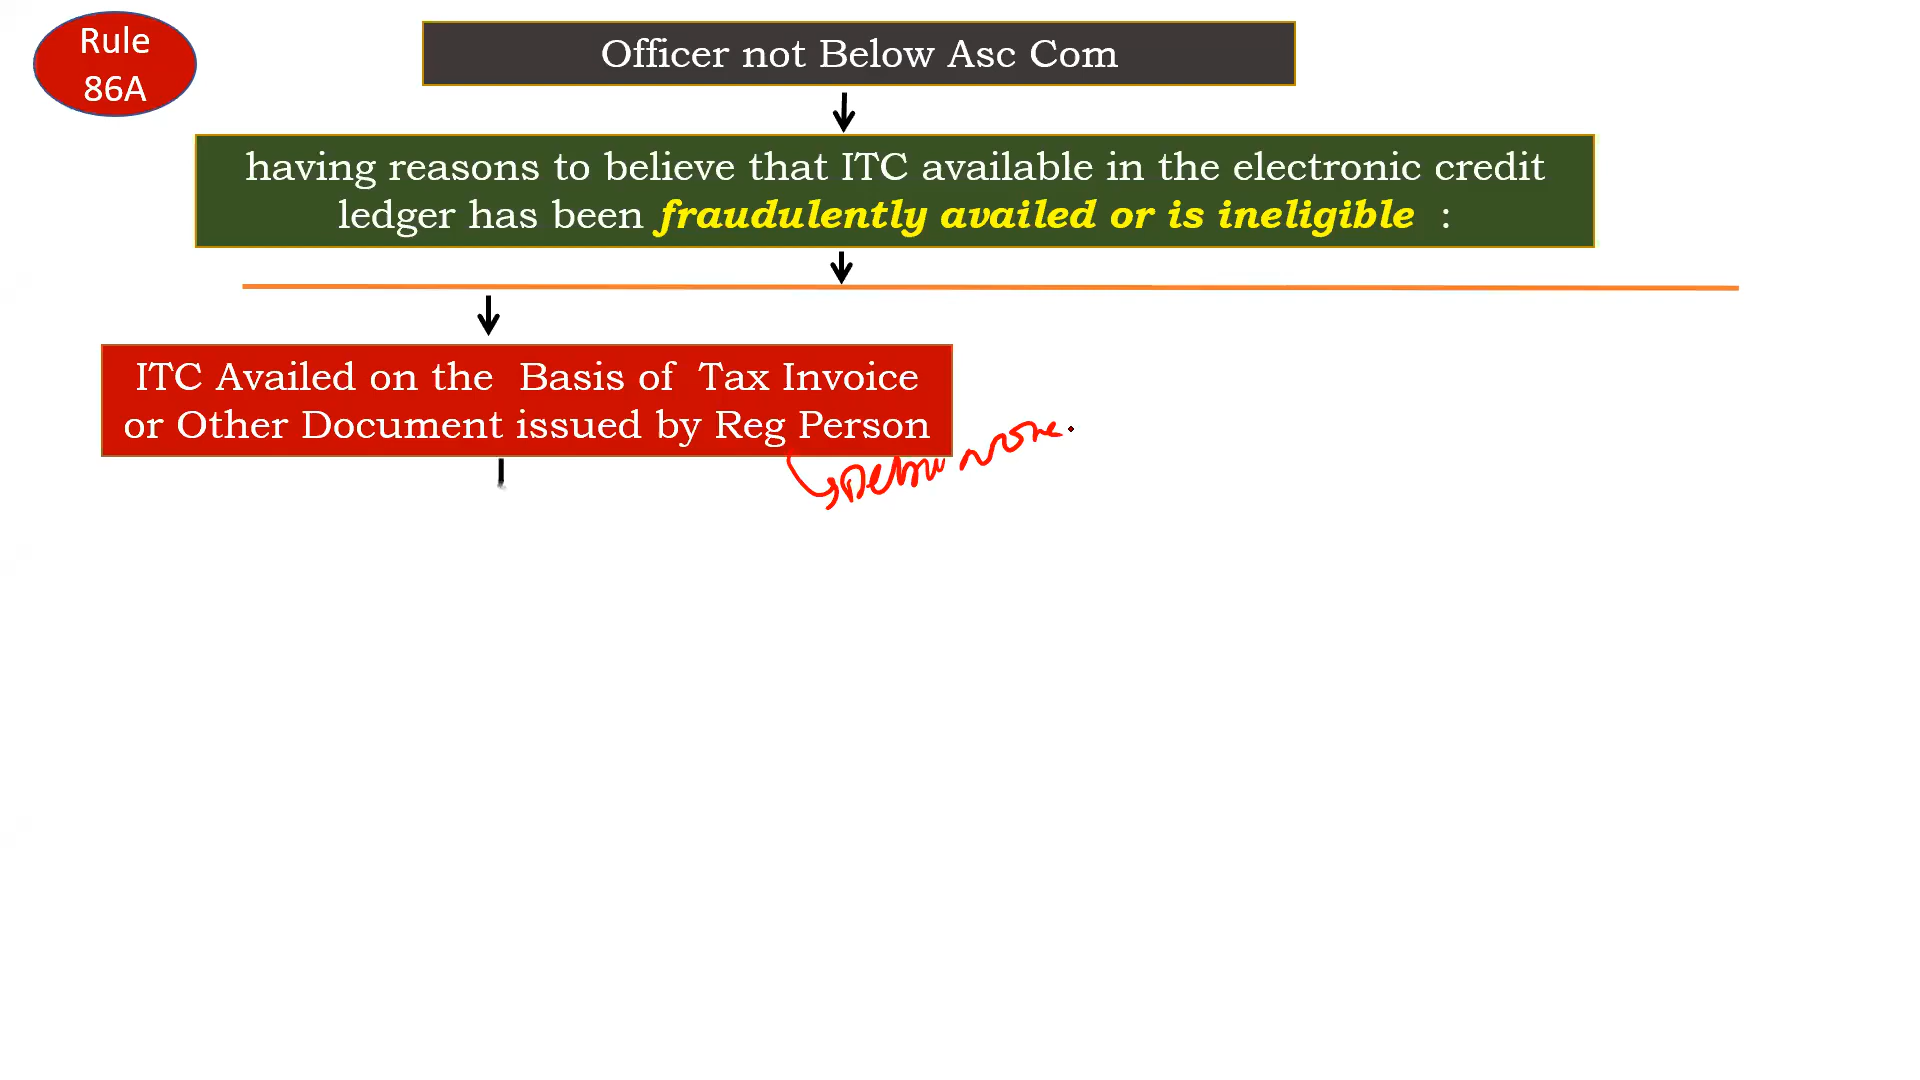 Rule
86A
Officer not Below Asc Com
having reasons to believe that ITC available in the electronic credit
ledger has been fraudulently availed or is ineligible :
ITC Availed on the Basis of Tax Invoice
or Other Document issued by Reg Person